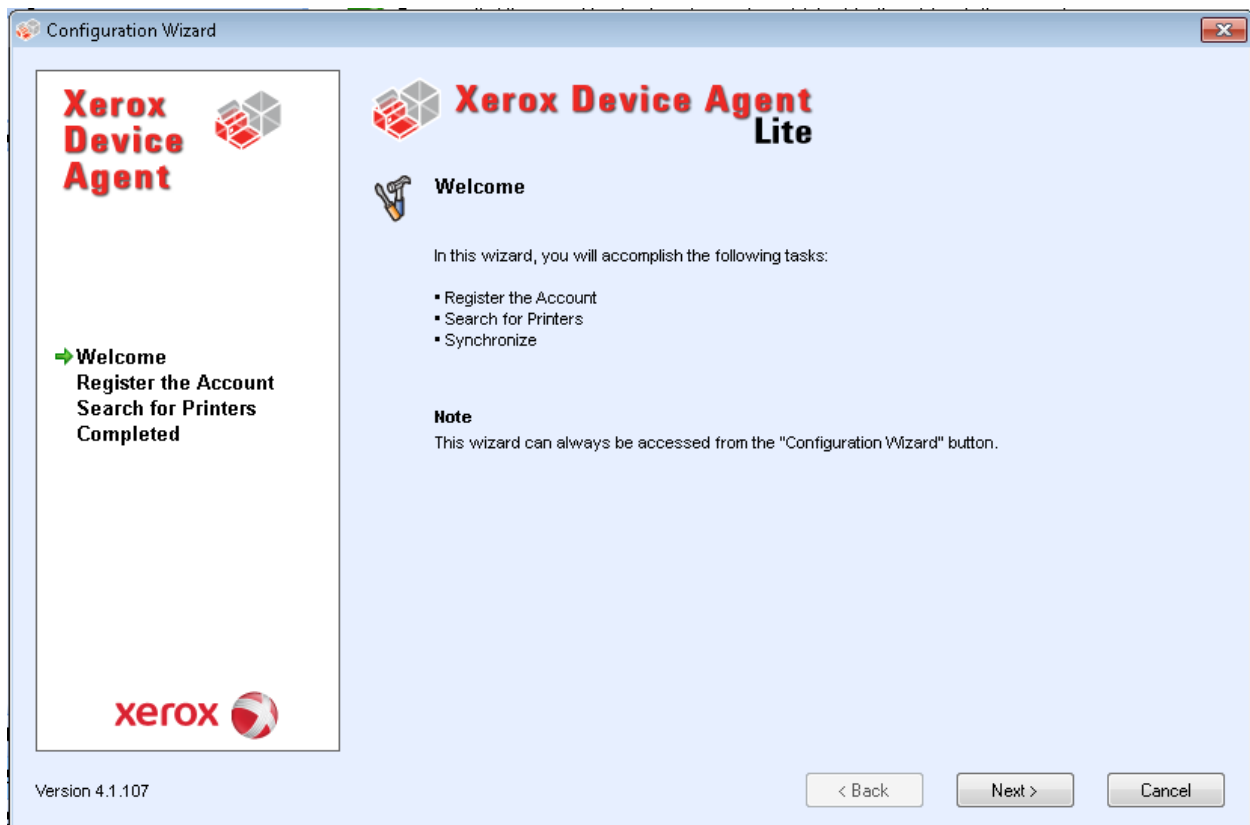 Configuration Wizard
Xerox
Device
Agent
Welcome
Register the Account
Search for Printers
Completed
xerox
Xerox Device Agent
Lite
Welcome
In this wizard, you will accomplish the following tasks:
▪ Register the Account
▪ Search for Printers
▪ Synchronize
Note
This wizard can always be accessed from the "Configuration Wizard" button.
Version 4.1.107
< Back
Next >
Cancel